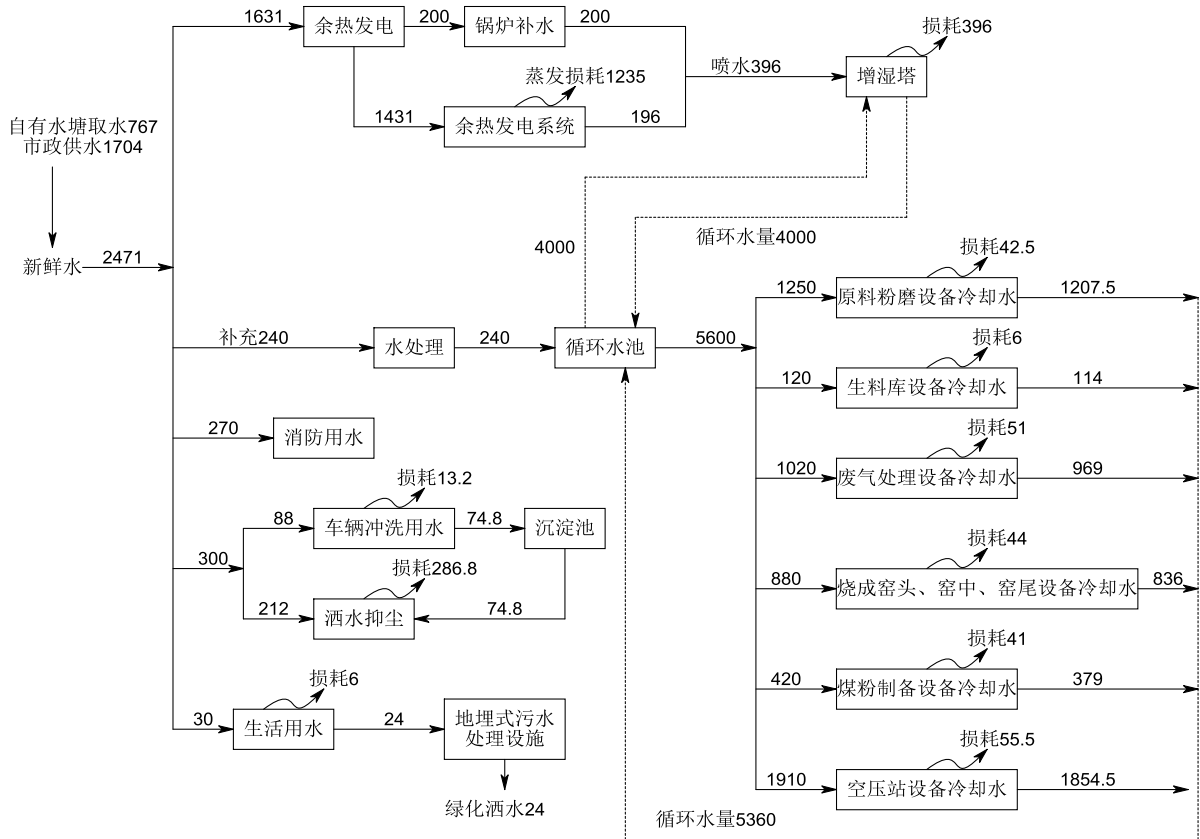 1631
余热发电
200
锅炉补水
200
损耗396
喷水396
增湿塔
蒸发损耗1235
1431
余热发电系统
196
自有水塘取水767
市政供水1704
新鲜水
2471
4000
循环水量4000
补充240
水处理
240
循环水池
5600
1250
损耗42.5
原料粉磨设备冷却水
1207.5
120
损耗6
生料库设备冷却水
114
270
消防用水
1020
损耗51
废气处理设备冷却水
969
300
88
损耗13.2
车辆冲洗用水
74.8
沉淀池
212
损耗286.8
洒水抑尘
74.8
880
损耗44
烧成窑头、窑中、窑尾设备冷却水
836
420
损耗41
煤粉制备设备冷却水
379
30
损耗6
生活用水
24
地埋式污水
处理设施
绿化洒水24
1910
损耗55.5
空压站设备冷却水
1854.5
循环水量5360